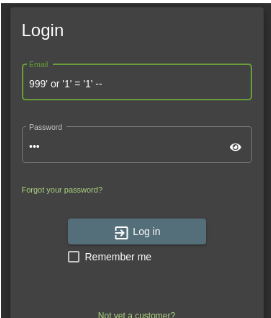 Login
Email
999' or '1' = '1' --
Password
•••
Forgot your password?
Log in
Remember me
Not yet a customer?